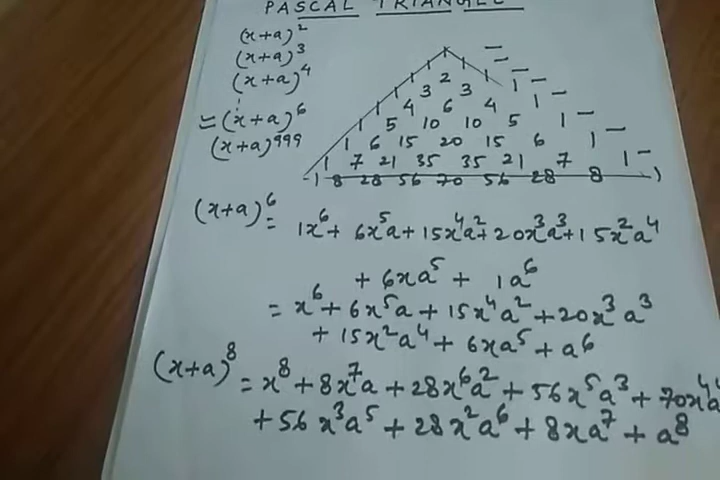 PASCAL TRIANGLE
(x+a)²
(x+a)³
(x+a)⁴
= (x+a)⁶
(x+a)⁹⁹⁹
1 2 1
1 3 3 1
1 4 6 4 1
1 5 10 10 5 1
1 6 15 20 15 6 1
1 7 21 35 35 21 7 1
1 8 28 56 70 56 28 8 1
(x+a)⁶ = 1x⁶ + 6x⁵a + 15x⁴a² + 20x³a³ + 15x²a⁴
+ 6xa⁵ + 1a⁶
= x⁶ + 6x⁵a + 15x⁴a² + 20x³a³
+ 15x²a⁴ + 6xa⁵ + a⁶
(x+a)⁸ = x⁸ + 8x⁷a + 28x⁶a² + 56x⁵a³ + 70x⁴a⁴
+ 56x³a⁵ + 28x²a⁶ + 8xa⁷ + a⁸